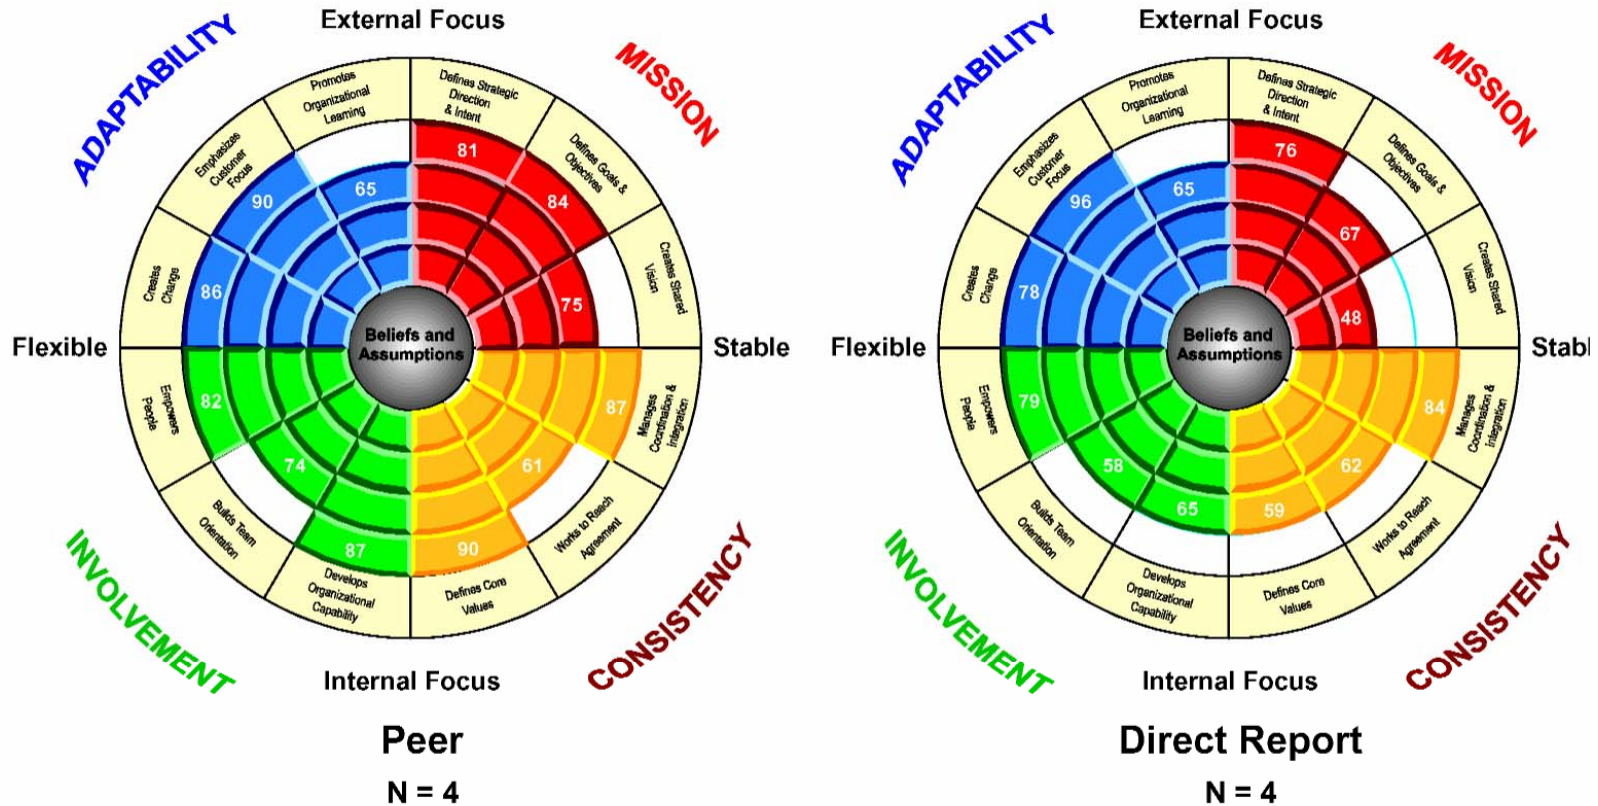 External Focus
ADAPTABILITY
MISSION
Promotes
Organizational
Learning
Defines Strategic
Direction
& Intent
Emphasizes
Customer
Focus
Defines Goals &
Objectives
Creates
Change
Creates Shared
Vision
81
65
90
84
86
75
Flexible
Beliefs and
Assumptions
Stable
82
87
74
61
87
90
Empowers
People
Manages
Coordination &
Integration
Builds Team
Orientation
Works to Reach
Agreement
Develops
Organizational
Capability
Defines Core
Values
INVOLVEMENT
CONSISTENCY
Internal Focus
Peer
N = 4
External Focus
ADAPTABILITY
MISSION
Promotes
Organizational
Learning
Defines Strategic
Direction
& Intent
Emphasizes
Customer
Focus
Defines Goals &
Objectives
Creates
Change
Creates Shared
Vision
76
65
96
67
78
48
Flexible
Beliefs and
Assumptions
Stabl
79
84
58
62
65
59
Empowers
People
Manages
Coordination &
Integration
Builds Team
Orientation
Works to Reach
Agreement
Develops
Organizational
Capability
Defines Core
Values
INVOLVEMENT
CONSISTENCY
Internal Focus
Direct Report
N = 4